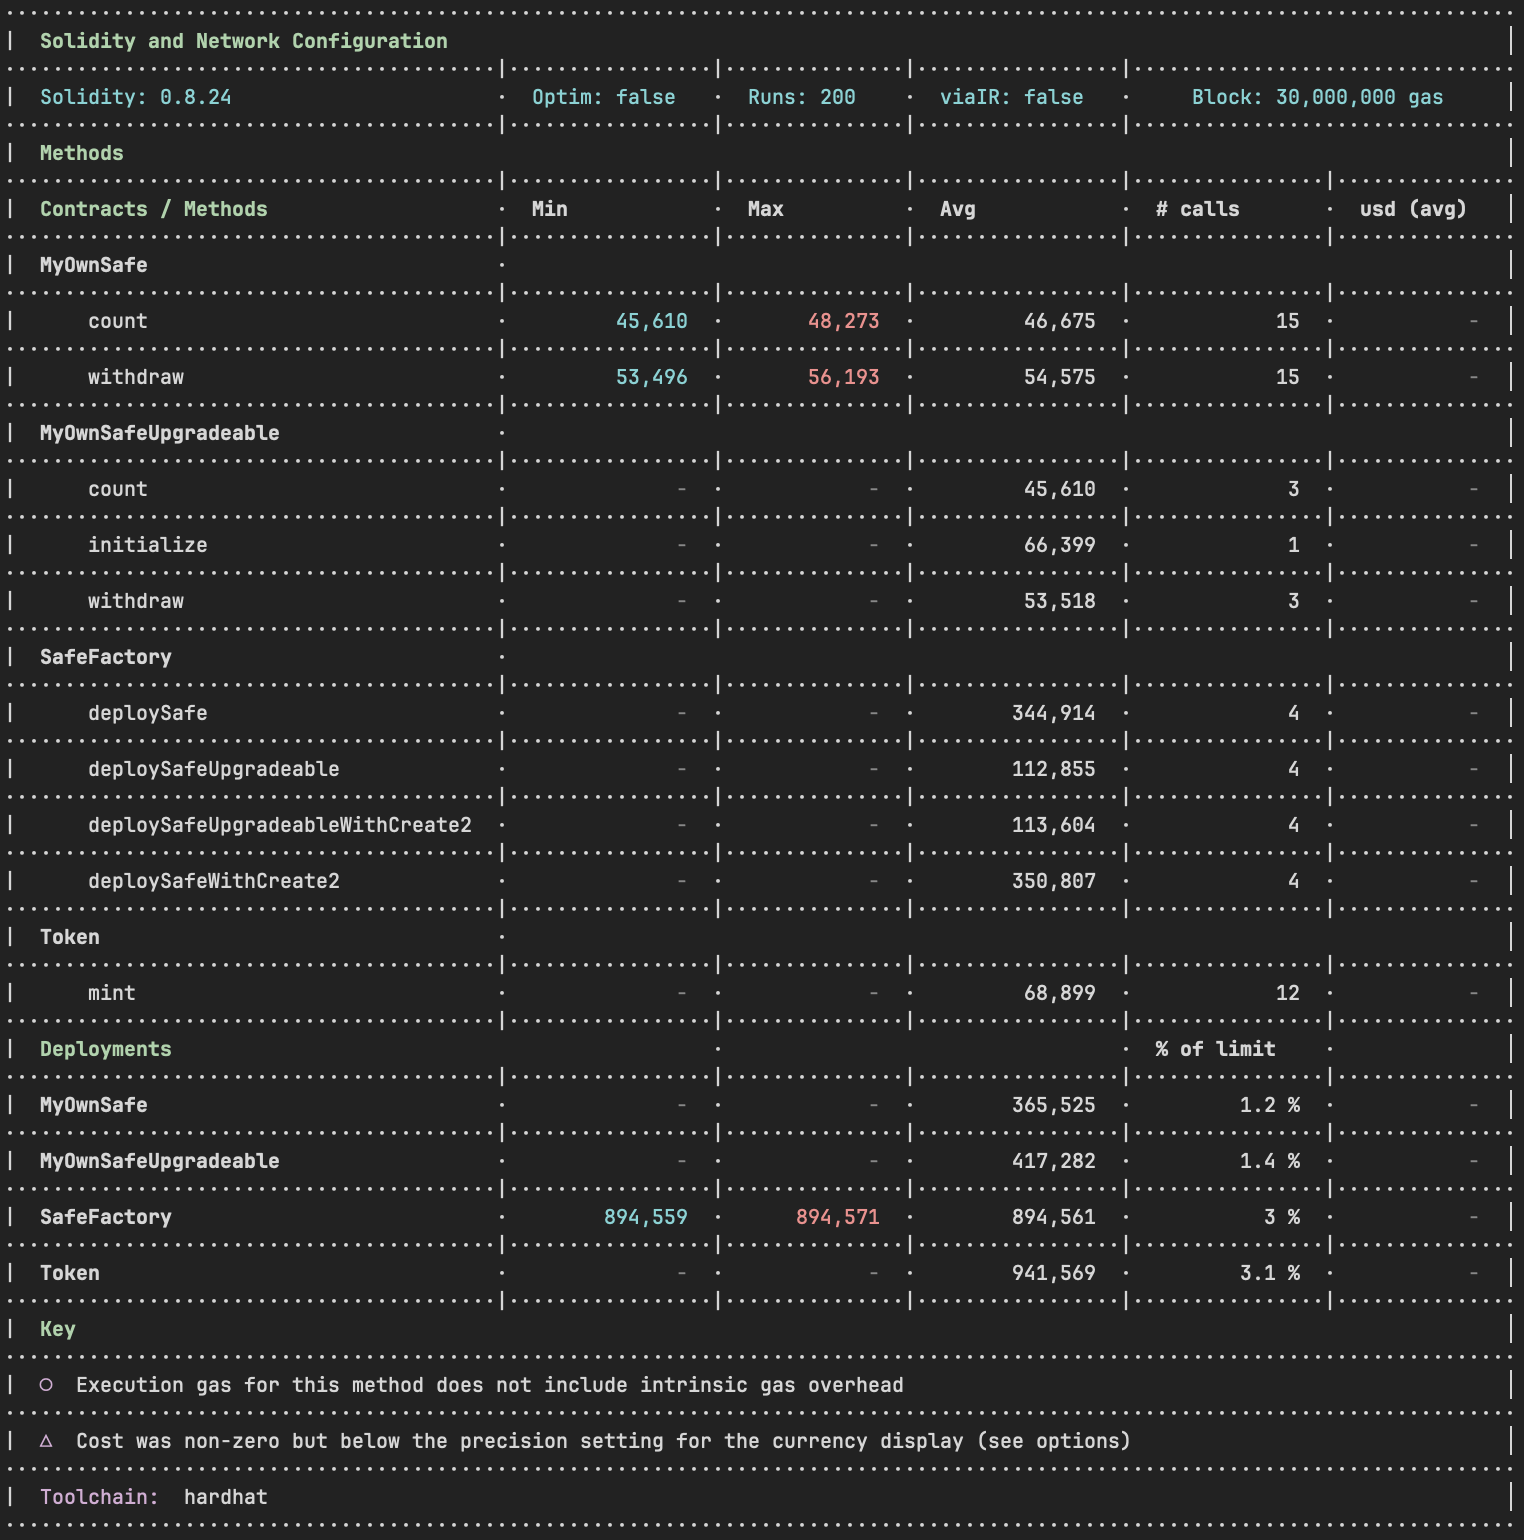 Solidity and Network Configuration
Solidity: 0.8.24 · Optim: false · Runs: 200 · viaIR: false · Block: 30,000,000 gas
Methods
Contracts / Methods · Min · Max · Avg · # calls · usd (avg)
MyOwnSafe ·
count · 45,610 · 48,273 · 46,675 · 15 · -
withdraw · 53,496 · 56,193 · 54,575 · 15 · -
MyOwnSafeUpgradeable ·
count · - · - · 45,610 · 3 · -
initialize · - · - · 66,399 · 1 · -
withdraw · - · - · 53,518 · 3 · -
SafeFactory ·
deploySafe · - · - · 344,914 · 4 · -
deploySafeUpgradeable · - · - · 112,855 · 4 · -
deploySafeUpgradeableWithCreate2 · - · - · 113,604 · 4 · -
deploySafeWithCreate2 · - · - · 350,807 · 4 · -
Token ·
mint · - · - · 68,899 · 12 · -
Deployments · · % of limit ·
MyOwnSafe · - · - · 365,525 · 1.2 % · -
MyOwnSafeUpgradeable · - · - · 417,282 · 1.4 % · -
SafeFactory · 894,559 · 894,571 · 894,561 · 3 % · -
Token · - · - · 941,569 · 3.1 % · -
Key
◯ Execution gas for this method does not include intrinsic gas overhead
△ Cost was non-zero but below the precision setting for the currency display (see options)
Toolchain: hardhat